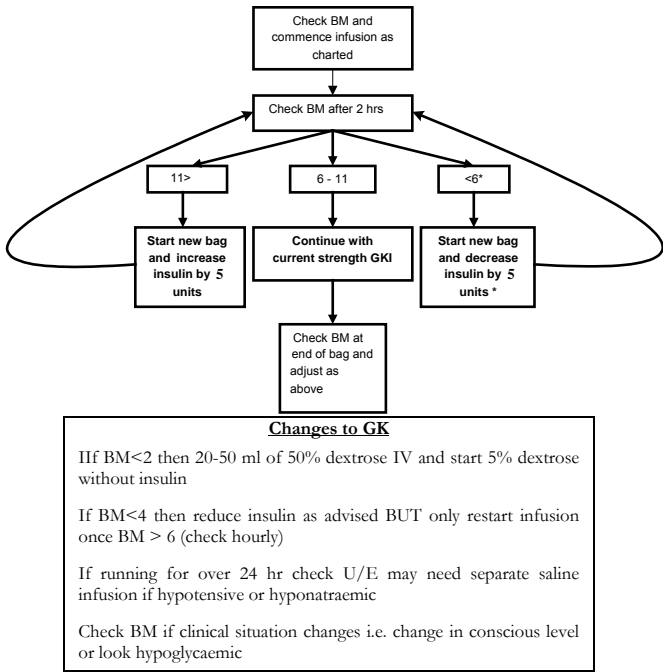 Check BM and
commence infusion as
charted
Check BM after 2 hrs
11>
6 - 11
<6*
Start new bag
and increase
insulin by 5
units
Continue with
current strength GKI
Start new bag
and decrease
insulin by 5
units *
Check BM at
end of bag and
adjust as
above
Changes to GK
IIf BM<2 then 20-50 ml of 50% dextrose IV and start 5% dextrose
without insulin
If BM<4 then reduce insulin as advised BUT only restart infusion
once BM > 6 (check hourly)
If running for over 24 hr check U/E may need separate saline
infusion if hypotensive or hyponatraemic
Check BM if clinical situation changes i.e. change in conscious level
or look hypoglycaemic